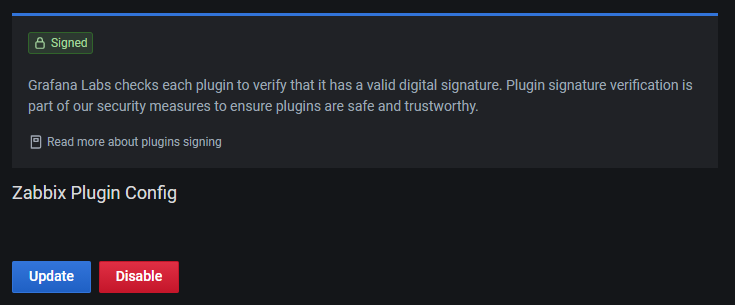 Signed
Grafana Labs checks each plugin to verify that it has a valid digital signature. Plugin signature verification is
part of our security measures to ensure plugins are safe and trustworthy.
Read more about plugins signing
Zabbix Plugin Config
Update Disable